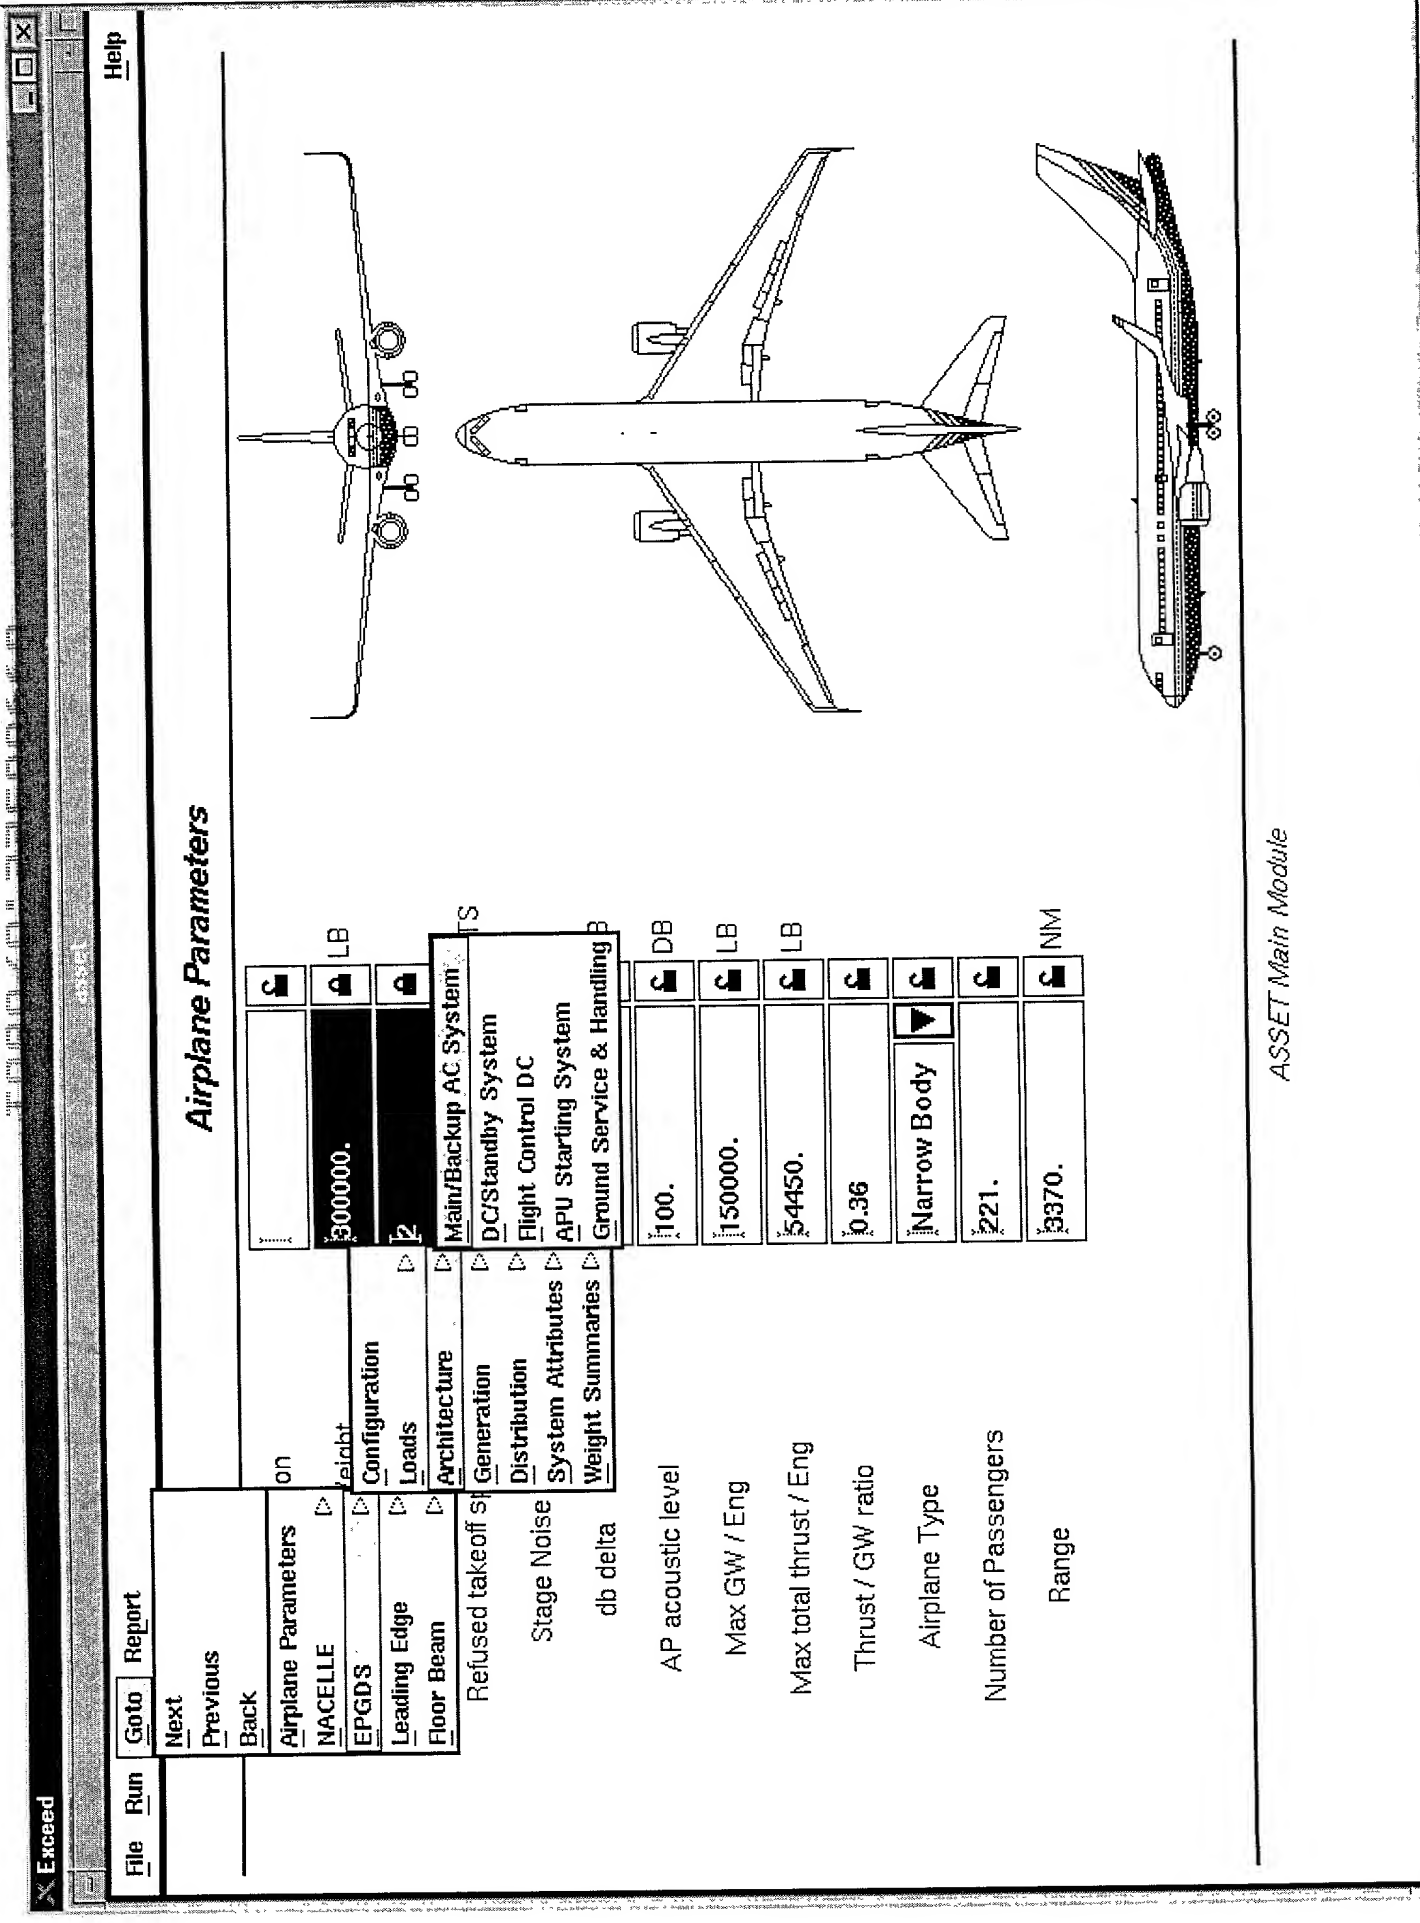 Exceed
asset
File Run Goto Report Help
Next
Previous
Back
Airplane Parameters
NACELLE
EPGDS
Leading Edge
Floor Beam
Configuration
Loads
Architecture
Generation
Distribution
System Attributes
Weight Summaries
Main/Backup AC System
DC/Standby System
Flight Control DC
APU Starting System
Ground Service & Handling
Airplane Parameters
on
eight 300000. LB
2
Refused takeoff sp TS
Stage Noise
db delta B
AP acoustic level 100. DB
Max GW / Eng 150000. LB
Max total thrust / Eng 54450. LB
Thrust / GW ratio 0.36
Airplane Type Narrow Body
Number of Passengers 221.
Range 3370. NM
ASSET Main Module